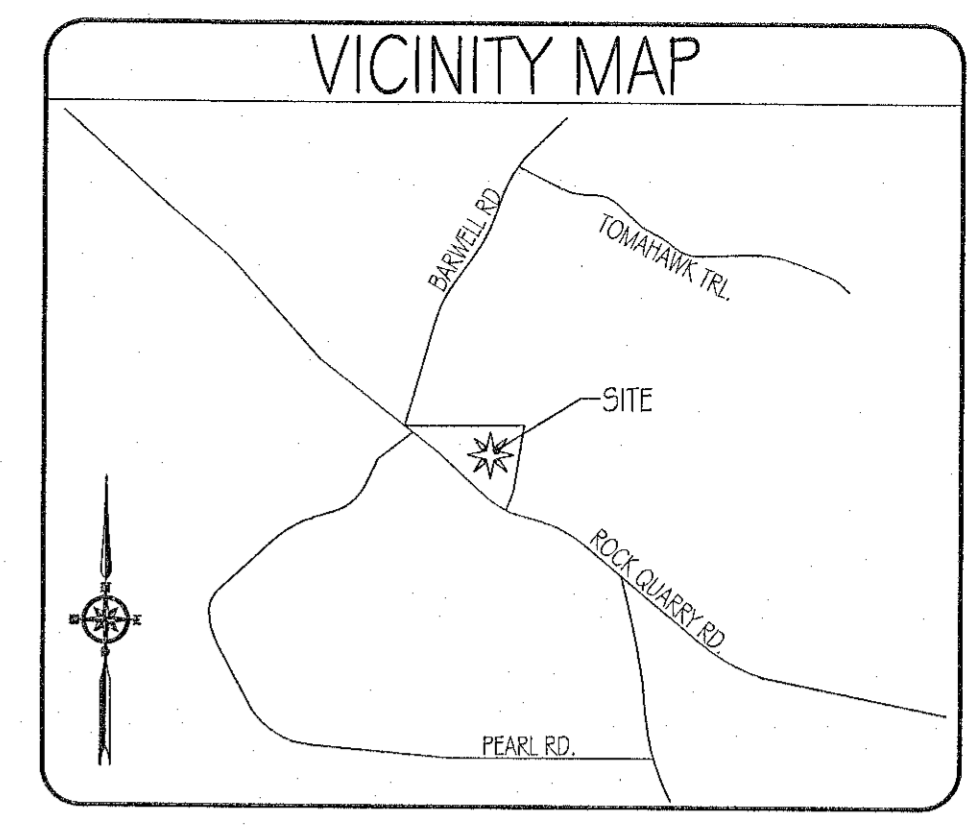 VICINITY MAP
BARWELL RD.
TOMAHAWK TRL.
SITE
ROCK QUARRY RD.
PEARL RD.